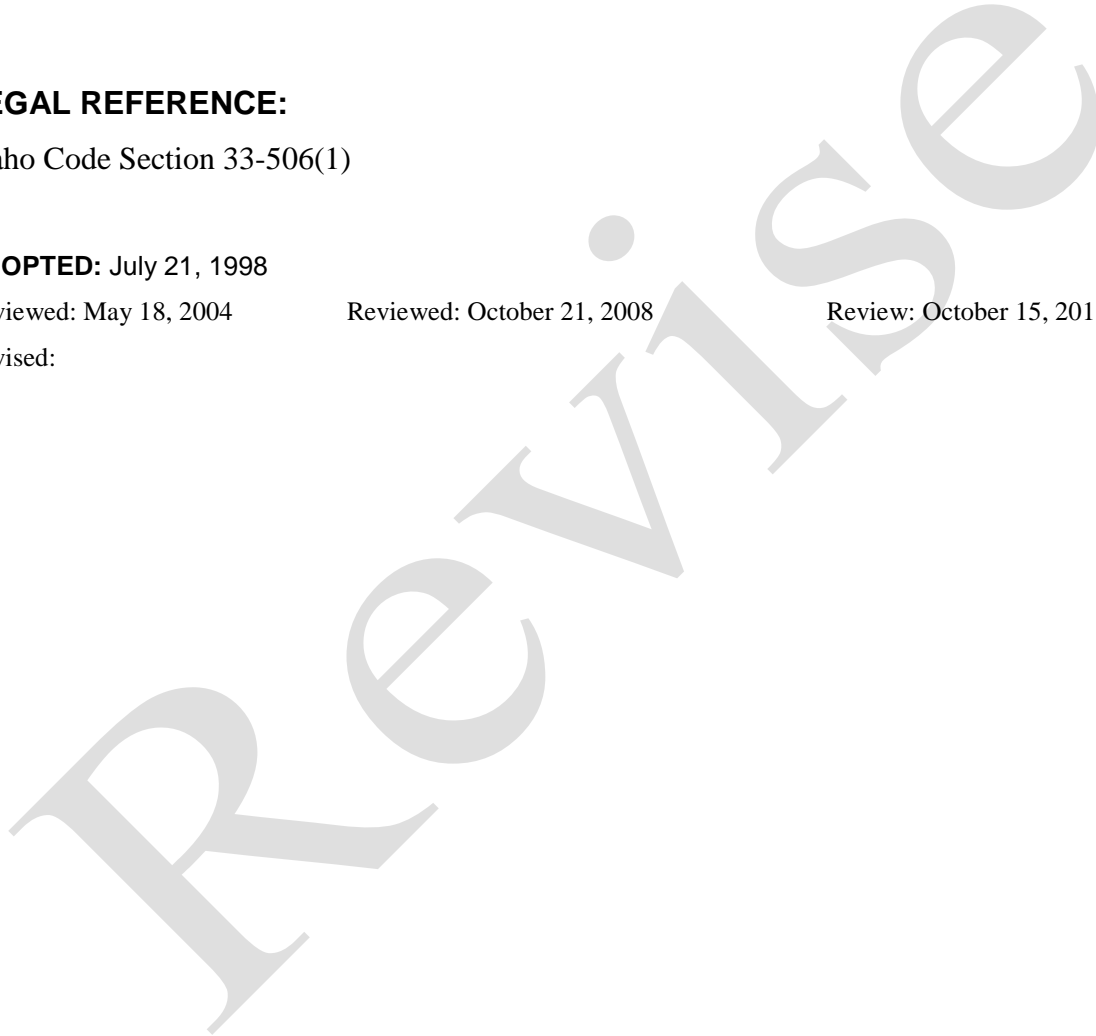 EGAL REFERENCE:
aho Code Section 33-506(1)
OPTED: July 21, 1998
viewed: May 18, 2004 Reviewed: October 21, 2008 Review: October 15, 201
vised:
Revise